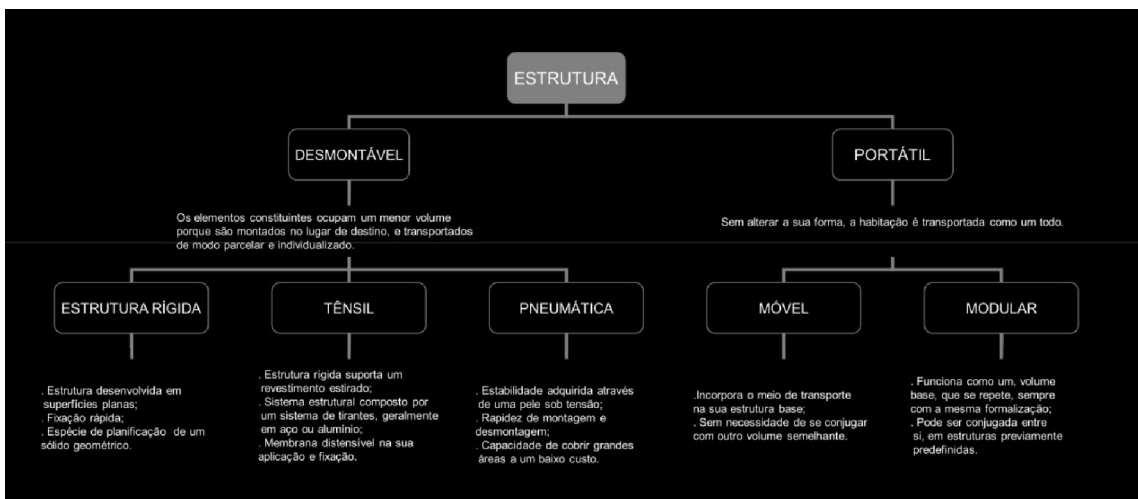 ESTRUTURA
DESMONTÁVEL
PORTÁTIL
Os elementos constituintes ocupam um menor volume
porque são montados no lugar de destino, e transportados
de modo parcelar e individualizado.
Sem alterar a sua forma, a habitação é transportada como um todo.
ESTRUTURA RÍGIDA
TÊNSIL
PNEUMÁTICA
MÓVEL
MODULAR
. Estrutura desenvolvida em
superfícies planas;
. Fixação rápida;
. Espécie de planificação de um
sólido geométrico.
. Estrutura rígida suporta um
revestimento estirado;
. Sistema estrutural composto por
um sistema de tirantes, geralmente
em aço ou alumínio;
. Membrana distensível na sua
aplicação e fixação.
. Estabilidade adquirida através
de uma pele sob tensão;
. Rapidez de montagem e
desmontagem;
. Capacidade de cobrir grandes
áreas a um baixo custo.
.Incorpora o meio de transporte
na sua estrutura base;
. Sem necessidade de se conjugar
com outro volume semelhante.
. Funciona como um, volume
base, que se repete, sempre
com a mesma formalização;
. Pode ser conjugada entre
si, em estruturas previamente
predefinidas.